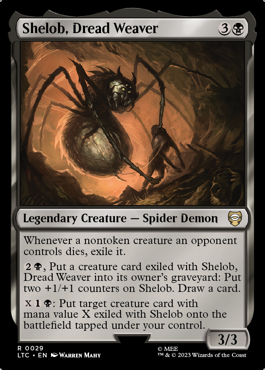 Shelob, Dread Weaver 3
Legendary Creature — Spider Demon
Whenever a nontoken creature an opponent
controls dies, exile it.
2, Put a creature card exiled with Shelob,
Dread Weaver into its owner's graveyard: Put
two +1/+1 counters on Shelob. Draw a card.
X 1: Put target creature card with
mana value X exiled with Shelob onto the
battlefield tapped under your control.
3/3
R 0029
LTC • EN WARREN MAHY
© MEE
™ & © 2023 Wizards of the Coast